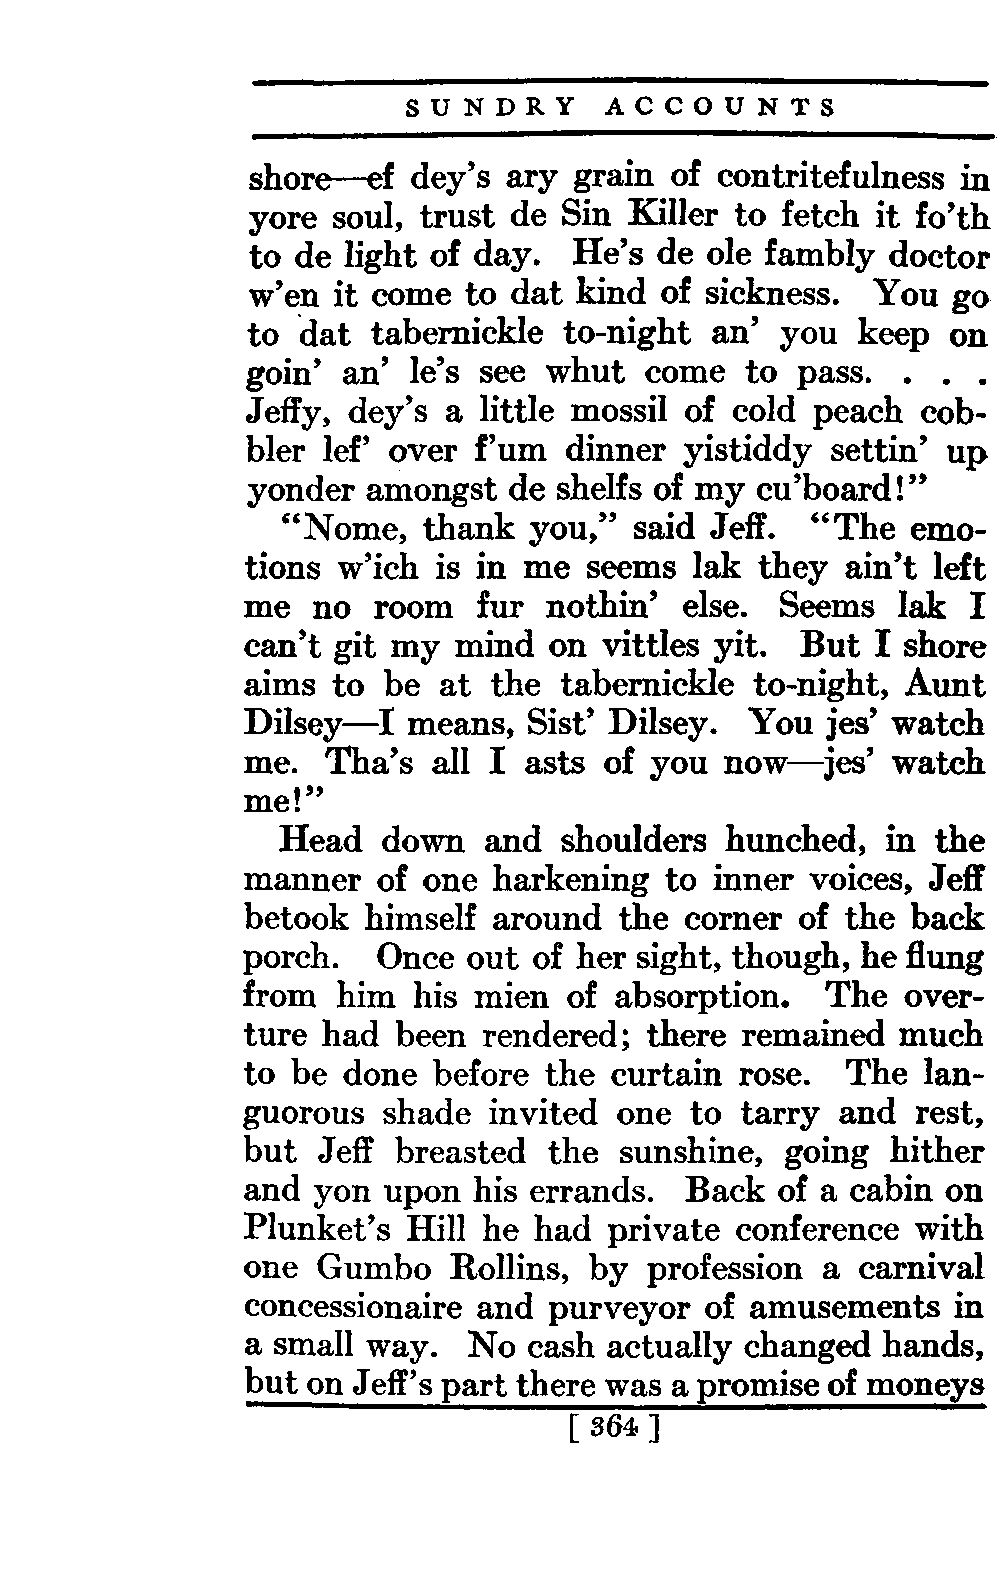 SUNDRY ACCOUNTS
shore—ef dey's ary grain of contritefulness in
yore soul, trust de Sin Killer to fetch it fo'th
to de light of day. He's de ole fambly doctor
w'en it come to dat kind of sickness. You go
to dat tabernickle to-night an' you keep on
goin' an' le's see whut come to pass. . . .
Jeffy, dey's a little mossil of cold peach cob-
bler lef' over f'um dinner yistiddy settin' up
yonder amongst de shelfs of my cu'board!"
"Nome, thank you," said Jeff. "The emo-
tions w'ich is in me seems lak they ain't left
me no room fur nothin' else. Seems lak I
can't git my mind on vittles yit. But I shore
aims to be at the tabernickle to-night, Aunt
Dilsey—I means, Sist' Dilsey. You jes' watch
me. Tha's all I asts of you now—jes' watch
me!"
Head down and shoulders hunched, in the
manner of one harkening to inner voices, Jeff
betook himself around the corner of the back
porch. Once out of her sight, though, he flung
from him his mien of absorption. The over-
ture had been rendered; there remained much
to be done before the curtain rose. The lan-
guorous shade invited one to tarry and rest,
but Jeff breasted the sunshine, going hither
and yon upon his errands. Back of a cabin on
Plunket's Hill he had private conference with
one Gumbo Rollins, by profession a carnival
concessionaire and purveyor of amusements in
a small way. No cash actually changed hands,
but on Jeff's part there was a promise of moneys
[ 364 ]